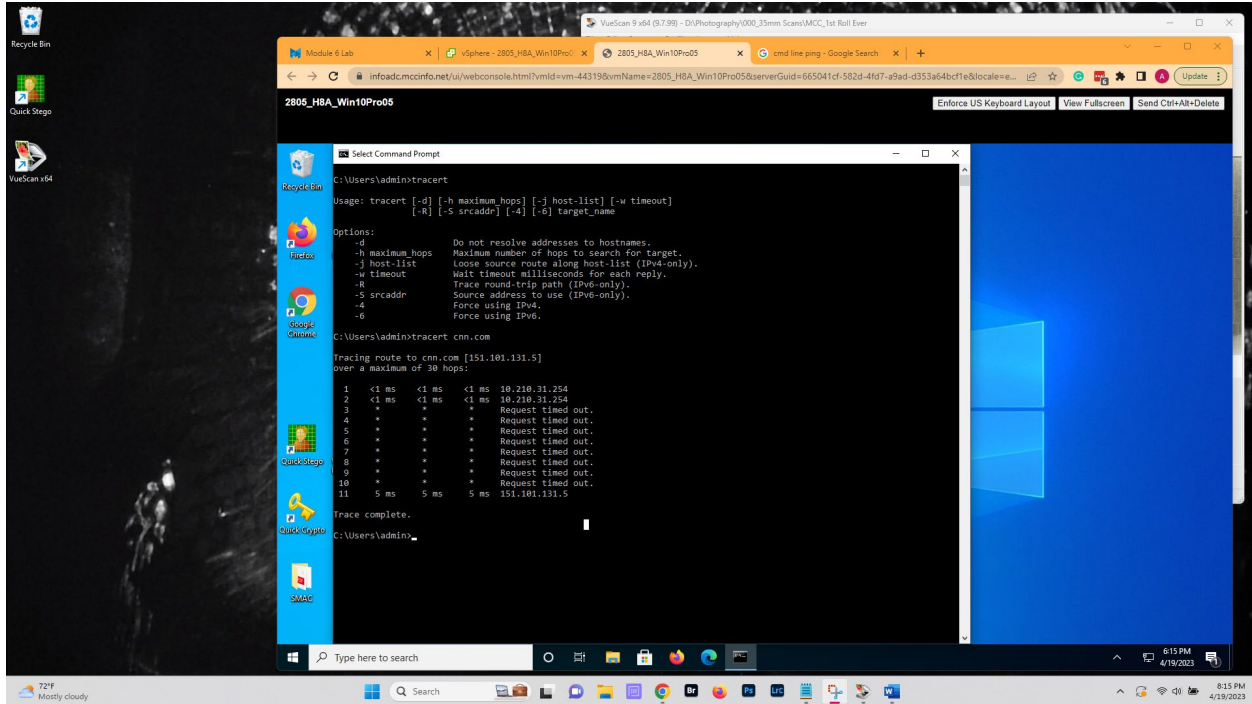 Recycle Bin
Quick Stego
VueScan x64
VueScan 9 x64 (9.7.99) - D:\Photography\000_35mm Scans\MCC_1st Roll Ever
Module 6 Lab
vSphere - 2805_H8A_Win10Pro0
2805_H8A_Win10Pro05
cmd line ping - Google Search
infoadc.mccinfo.net/ui/webconsole.html?vmId=vm-44319&vmName=2805_H8A_Win10Pro05&serverGuid=665041cf-582d-4fd7-a9ad-d353a64bcf1e&locale=e...
Update
2805_H8A_Win10Pro05
Enforce US Keyboard Layout View Fullscreen Send Ctrl+Alt+Delete
Recycle Bin
Firefox
Google Chrome
Quick Stego
Quick Crypto
SMAC
Select Command Prompt
C:\Users\admin>tracert
Usage: tracert [-d] [-h maximum_hops] [-j host-list] [-w timeout]
[-R] [-S srcaddr] [-4] [-6] target_name
Options:
-d Do not resolve addresses to hostnames.
-h maximum_hops Maximum number of hops to search for target.
-j host-list Loose source route along host-list (IPv4-only).
-w timeout Wait timeout milliseconds for each reply.
-R Trace round-trip path (IPv6-only).
-S srcaddr Source address to use (IPv6-only).
-4 Force using IPv4.
-6 Force using IPv6.
C:\Users\admin>tracert cnn.com
Tracing route to cnn.com [151.101.131.5]
over a maximum of 30 hops:
1 <1 ms <1 ms <1 ms 10.210.31.254
2 <1 ms <1 ms <1 ms 10.210.31.254
3 * * * Request timed out.
4 * * * Request timed out.
5 * * * Request timed out.
6 * * * Request timed out.
7 * * * Request timed out.
8 * * * Request timed out.
9 * * * Request timed out.
10 * * * Request timed out.
11 5 ms 5 ms 5 ms 151.101.131.5
Trace complete.
C:\Users\admin>
Type here to search
6:15 PM
4/19/2023
72°F
Mostly cloudy
Search
Br
Ps
LrC
8:15 PM
4/19/2023